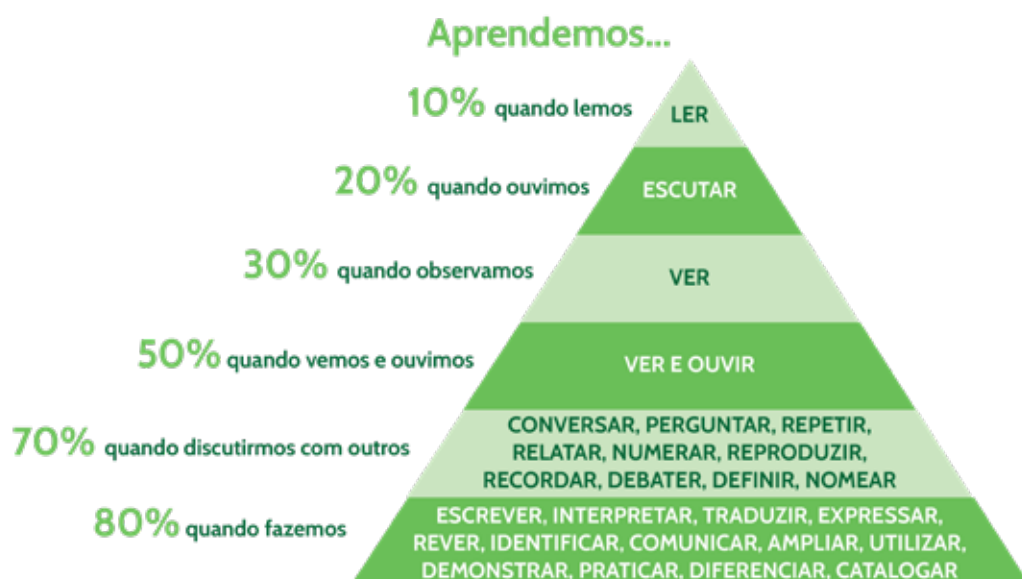 Aprendemos...
10% quando lemos
LER
20% quando ouvimos
ESCUTAR
30% quando observamos
VER
50% quando vemos e ouvimos
VER E OUVIR
70% quando discutirmos com outros
CONVERSAR, PERGUNTAR, REPETIR,
RELATAR, NUMERAR, REPRODUZIR,
RECORDAR, DEBATER, DEFINIR, NOMEAR
80% quando fazemos
ESCREVER, INTERPRETAR, TRADUZIR, EXPRESSAR,
REVER, IDENTIFICAR, COMUNICAR, AMPLIAR, UTILIZAR,
DEMONSTRAR, PRATICAR, DIFERENCIAR, CATALOGAR